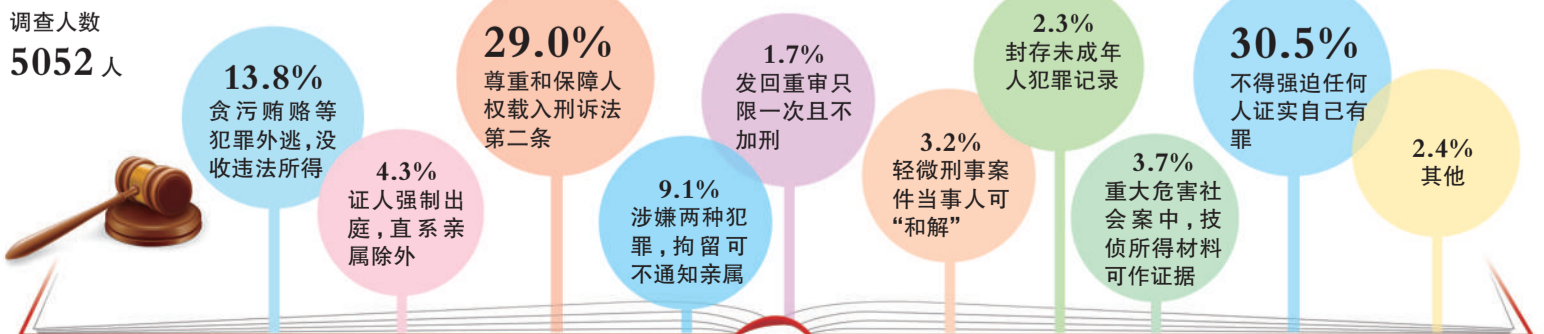 调查人数
5052人
13.8%
贪污贿赂等
犯罪外逃,没
收违法所得
4.3%
证人强制出
庭,直系亲
属除外
29.0%
尊重和保障人
权载入刑诉法
第二条
9.1%
涉嫌两种犯
罪,拘留可
不通知亲属
1.7%
发回重审只
限一次且不
加刑
3.2%
轻微刑事案
件当事人可
“和解”
2.3%
封存未成年
人犯罪记录
3.7%
重大危害社
会案中,技
侦所得材料
可作证据
30.5%
不得强迫任何
人证实自己有
罪
2.4%
其他